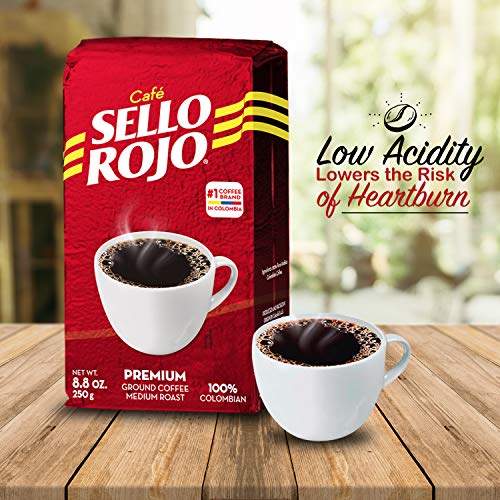 Café
SELLO
ROJO®
#1 COFFEE
BRAND
IN COLOMBIA
NET WT.
8.8 oz.
250g
PREMIUM
GROUND COFFEE
MEDIUM ROAST
100%
COLOMBIAN
Low Acidity
Lowers the Risk
of Heartburn